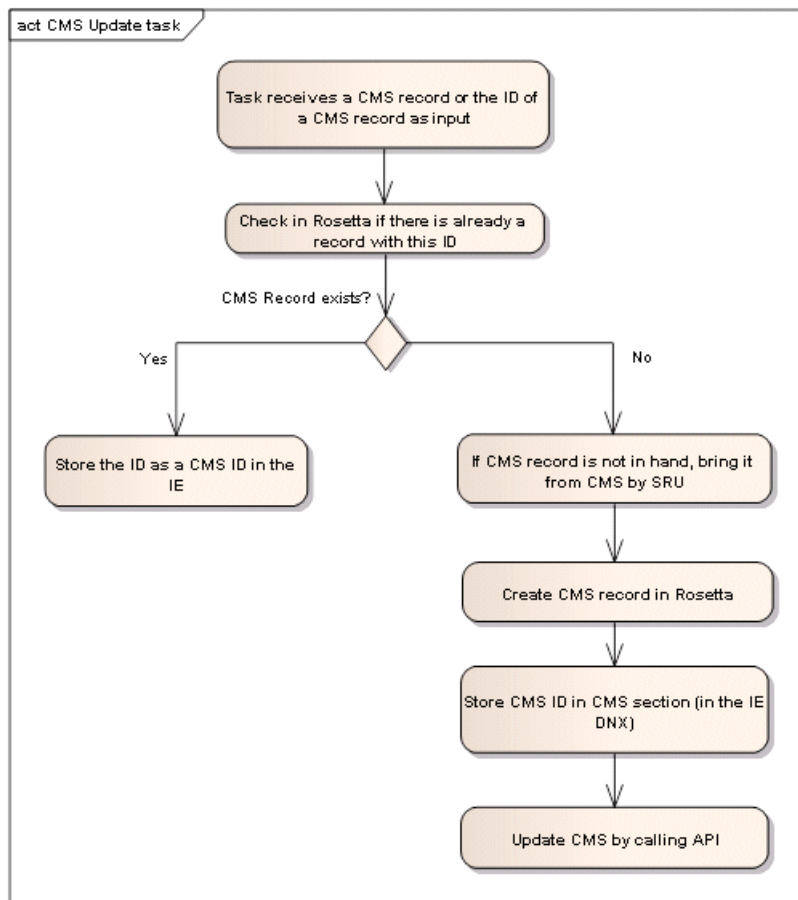 act CMS Update task
Task receives a CMS record or the ID of
a CMS record as input
Check in Rosetta if there is already a
record with this ID
CMS Record exists?
Yes
No
Store the ID as a CMS ID in the
IE
If CMS record is not in hand, bring it
from CMS by SRU
Create CMS record in Rosetta
Store CMS ID in CMS section (in the IE
DNX)
Update CMS by calling API